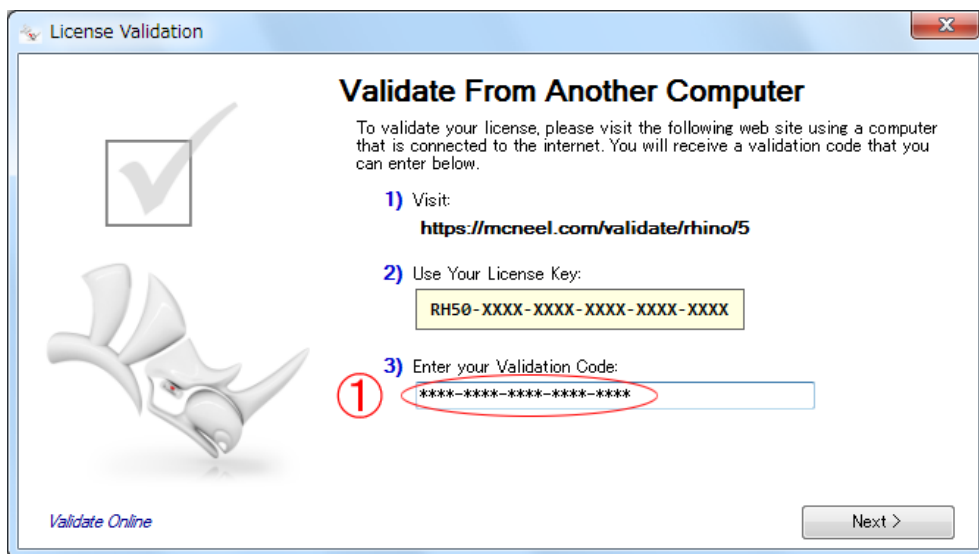 License Validation
Validate From Another Computer
To validate your license, please visit the following web site using a computer
that is connected to the internet. You will receive a validation code that you
can enter below.
1) Visit:
https://mcneel.com/validate/rhino/5
2) Use Your License Key:
RH50-XXXX-XXXX-XXXX-XXXX-XXXX
3) Enter your Validation Code:
① ****-****-****-****-****
Validate Online
Next >